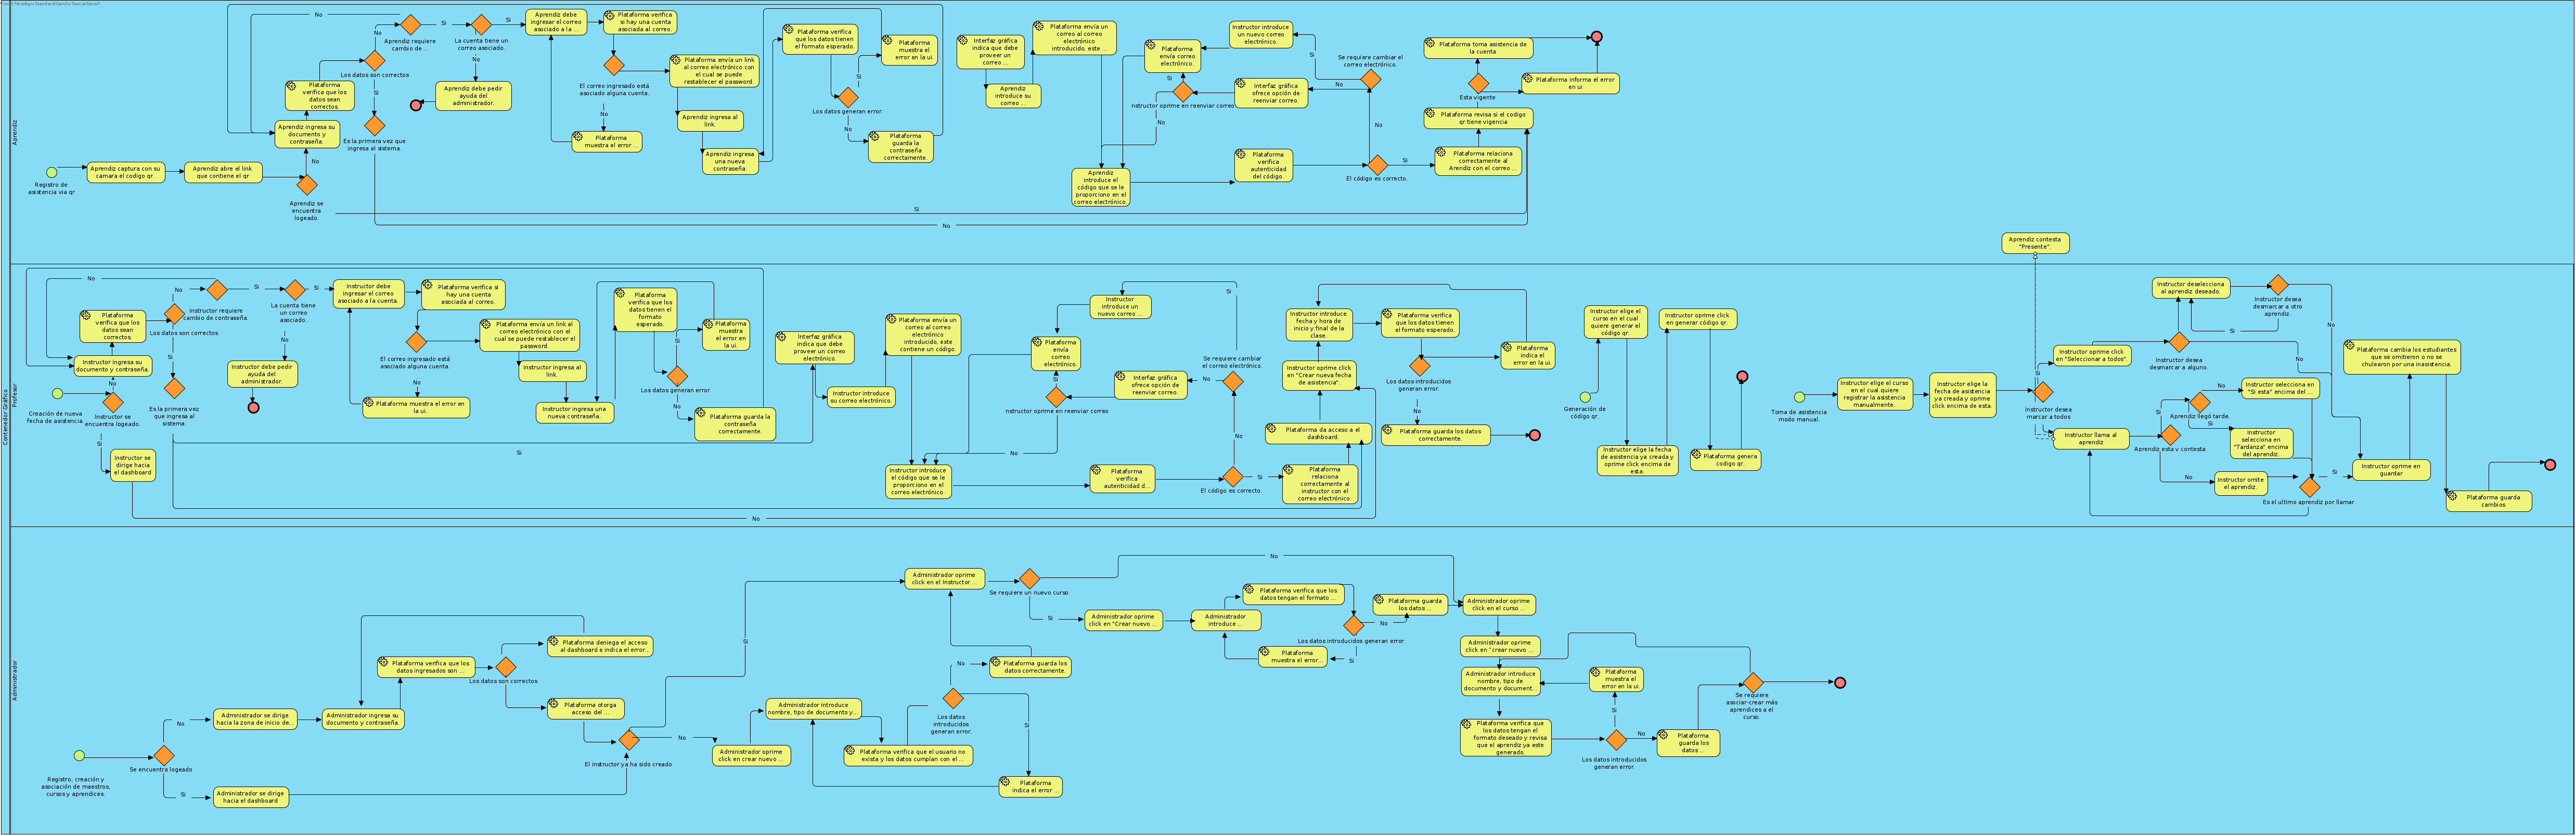 Aprendiz
Registro de
asistencia vía qr
Aprendiz captura con su
camara el codigo qr.
Aprendiz abre el link
que contiene el qr
Aprendiz se
encuentra
logeado.
No
Si
Aprendiz ingresa su
documento y
contraseña.
Plataforma
verifica que los
datos sean
correctos.
Los datos son correctos
No
Si
Es la primera vez que
ingresa al sistema.
No
Aprendiz requiere
cambio de ...
No
Si
La cuenta tiene un
correo asociado.
Si
No
Aprendiz debe pedir
ayuda del
administrador.
Aprendiz debe
ingresar el correo
asociado a la ...
Plataforma verifica
si hay una cuenta
asociada al correo.
El correo ingresado está
asociado alguna cuenta.
No
Plataforma
muestra el error ...
Plataforma envía un link
al correo electrónico con
el cual se puede
restablecer el password.
Aprendiz ingresa al
link.
Aprendiz ingresa
una nueva
contraseña.
Plataforma verifica
que los datos tienen
el formato esperado.
Los datos generan error.
Si
No
Plataforma
muestra el
error en la ui.
Plataforma
guarda la
contraseña
correctamente.
Interfaz gráfica
indica que debe
proveer un
correo ...
Aprendiz
introduce su
correo ...
Plataforma envía un
correo al correo
electrónico
introducido, este ...
Aprendiz
introduce el
código que se le
proporciono en el
correo electrónico.
Plataforma
envía correo
electrónico.
Instructor introduce
un nuevo correo
electrónico.
Si
nstructor oprime en reenviar correo
No
Interfaz gráfica
ofrece opción de
reenviar correo.
Se requiere cambiar el
correo electrónico.
Si
No
Plataforma
verifica
autenticidad
del código.
El código es correcto.
No
Si
Plataforma relaciona
correctamente al
Arendiz con el correo ...
Plataforma revisa si el codigo
qr tiene vigencia
Esta vigente
Plataforma toma asistencia de
la cuenta
Plataforma informa el error
en ui
Aprendiz contesta
"Presente".
Contenedor Gráfico
Profesor
Creación de nueva
fecha de asistencia.
Instructor se
encuentra logeado.
No
Si
Instructor se
dirige hacia
el dashboard
No
Instructor ingresa su
documento y contraseña.
Plataforma
verifica que los
datos sean
correctos.
Los datos son correctos
No
Si
Es la primera vez
que ingresa al
sistema.
Si
Instructor requiere
cambio de contraseña.
No
Si
La cuenta tiene
un correo
asociado.
Si
No
Instructor debe pedir
ayuda del
administrador.
Instructor debe
ingresar el correo
asociado a la cuenta.
Plataforma verifica si
hay una cuenta
asociada al correo.
El correo ingresado está
asociado alguna cuenta.
No
Plataforma muestra el error en
la ui.
Plataforma envía un link al
correo electrónico con el
cual se puede restablecer el
password.
Instructor ingresa al
link.
Instructor ingresa una
nueva contraseña.
Plataforma
verifica que los
datos tienen el
formato
esperado.
Los datos generan error.
Si
No
Plataforma
muestra
el error en
la ui.
Plataforma guarda la
contraseña
correctamente.
Interfaz gráfica
indica que debe
proveer un correo
electrónico.
Instructor introduce
su correo electrónico.
Plataforma envía un
correo al correo
electrónico
introducido, este
contiene un código.
Instructor introduce
el código que se le
proporciono en el
correo electrónico.
Plataforma
envía
correo
electrónico.
Instructor
introduce un
nuevo correo ...
Si
nstructor oprime en reenviar correo
No
Interfaz gráfica
ofrece opción de
reenviar correo.
Se requiere cambiar
el correo electrónico.
Si
No
Plataforma
verifica
autenticidad d...
El código es correcto.
No
Si
Plataforma
relaciona
correctamente al
instructor con el
correo electrónico.
Plataforma da acceso a el
dashboard.
Instructor oprime click
en "Crear nueva fecha
de asistencia".
Instructor introduce
fecha y hora de
inicio y final de la
clase.
Plataforma verifica
que los datos tienen
el formato esperado.
Los datos introducidos
generan error.
No
Plataforma
indica el
error en la ui.
Plataforma guarda los datos
correctamente.
Generación de
código qr.
Instructor elige el
curso en el cual
quiere generar el
código qr.
Instructor elige la fecha
de asistencia ya creada y
oprime click encima de
esta.
Instructor oprime click
en generar código qr.
Plataforma genera
codigo qr.
Toma de asistencia
modo manual.
Instructor elige el curso
en el cual quiere
registrar la asistencia
manualmente.
Instructor elige la
fecha de asistencia
ya creada y oprime
click encima de esta.
Instructor desea
marcar a todos
Si
Instructor oprime click
en "Seleccionar a todos".
Instructor desea
desmarcar a alguno.
No
Instructor deselecciona
al aprendiz deseado.
Instructor desea
desmarcar a otro
aprendiz.
Si
No
Instructor llama al
aprendiz
Aprendiz esta y contesta
Si
No
Aprendiz llegó tarde.
No
Si
Instructor selecciona en
"Si esta" encima del ...
Instructor
selecciona en
"Tardanza" encima
del aprendiz.
Instructor omite
el aprendiz.
Es el ultimo aprendiz por llamar.
Si
Instructor oprime en
guardar
Plataforma cambia los estudiantes
que se omitieron o no se
chulearon por una inasistencia.
Plataforma guarda
cambios
Administrador
Registro, creación y
asociación de maestros,
cursos y aprendices.
Se encuentra logeado
No
Si
Administrador se dirige
hacia la zona de inicio de...
Administrador se dirige
hacia el dashboard
Administrador ingresa su
documento y contraseña
Plataforma verifica que los
datos ingresados son ...
Los datos son correctos
Plataforma deniega el acceso
al dashboard e indica el error...
Plataforma otorga
acceso del ...
El instructor ya ha sido creado
Si
No
Administrador oprime
click en crear nuevo ...
Administrador introduce
nombre, tipo de documento y...
Plataforma verifica que el usuario no
exista y los datos cumplan con el ...
Los datos
introducidos
generan error.
No
Si
Plataforma
indica el error ...
Plataforma guarda los
datos correctamente.
Administrador oprime
click en el Instructor ...
Se requiere un nuevo curso
No
Si
Administrador oprime
click en "Crear nuevo ...
Administrador
introduce ...
Plataforma verifica que los
datos tengan el formato ...
Los datos introducidos generan error
Si
No
Plataforma
muestra el error...
Plataforma guarda
los datos ...
Administrador oprime
click en el curso ...
Administrador oprime
click en "crear nuevo ...
Administrador introduce
nombre, tipo de
documento y document...
Plataforma verifica que
los datos tengan el
formato deseado y revisa
que el aprendiz ya este
generado.
Los datos introducidos
generan error.
Si
No
Plataforma
muestra el
error en la ui.
Plataforma
guarda los
datos ...
Se requiere
asociar-crear más
aprendices a el
curso.